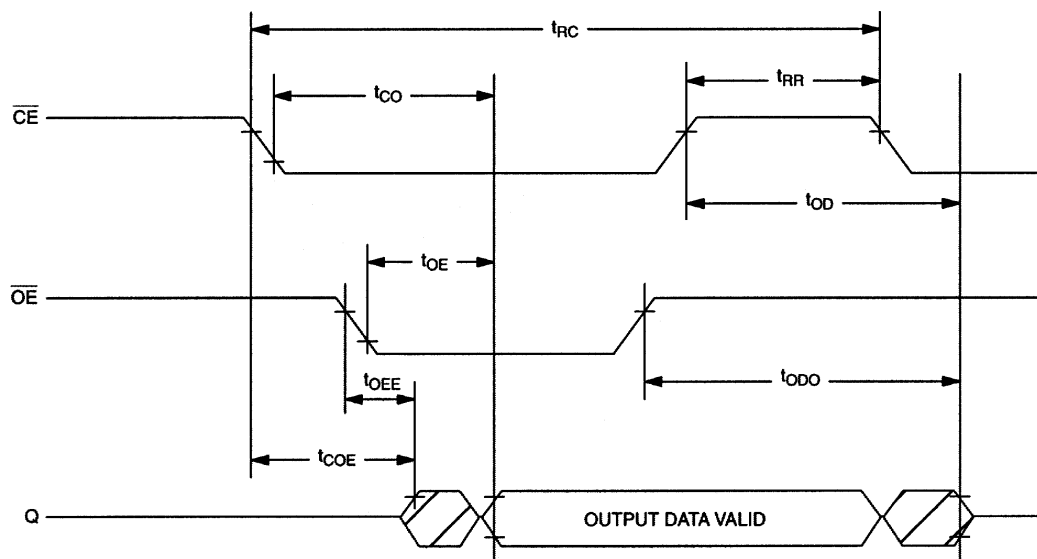 tRC
tRR
tCO
CE
tOD
tOE
OE
tOEE
tODO
tCOE
Q
OUTPUT DATA VALID